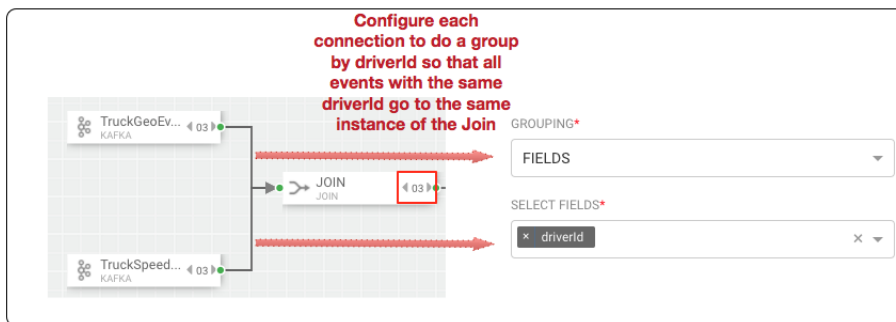 Configure each
connection to do a group
by driverId so that all
events with the same
driverId go to the same
instance of the Join
TruckGeoEv... 03
KAFKA
JOIN 03
JOIN
TruckSpeed... 03
KAFKA
GROUPING*
FIELDS
SELECT FIELDS*
× driverId ×